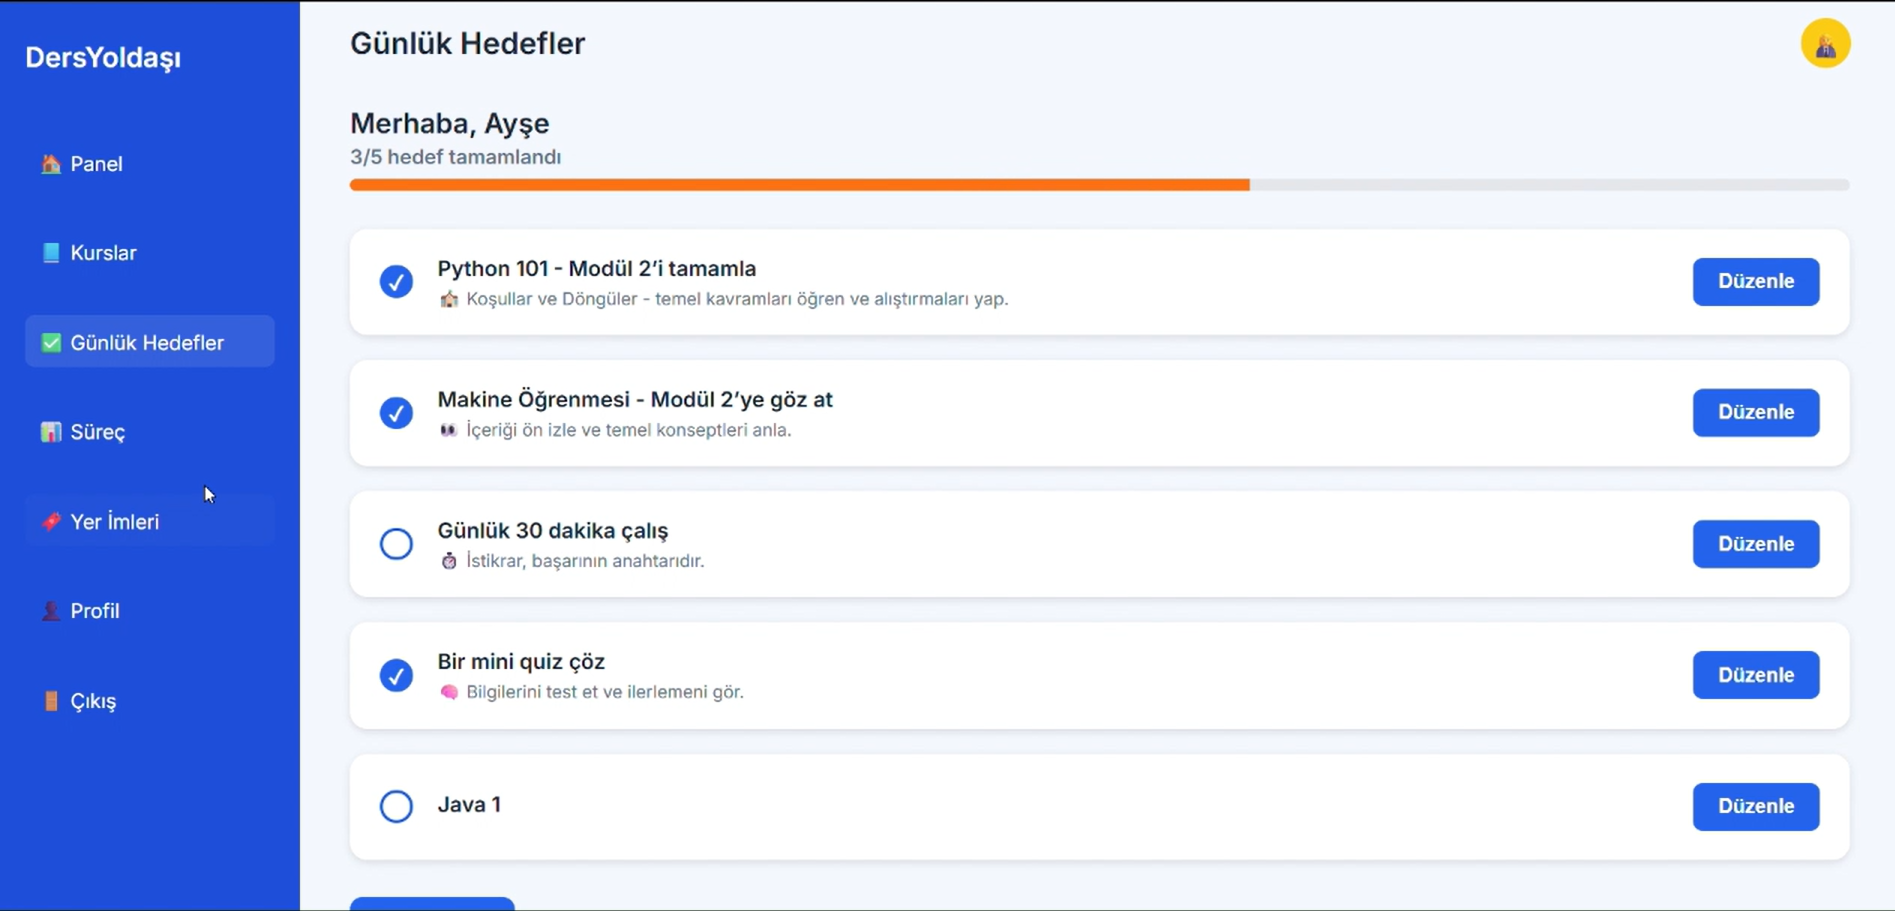 DersYoldaşı
Panel
Kurslar
Günlük Hedefler
Süreç
Yer İmleri
Profil
Çıkış
Günlük Hedefler
Merhaba, Ayşe
3/5 hedef tamamlandı
Python 101 - Modül 2’i tamamla
Koşullar ve Döngüler - temel kavramları öğren ve alıştırmaları yap.
Düzenle
Makine Öğrenmesi - Modül 2’ye göz at
İçeriği ön izle ve temel konseptleri anla.
Düzenle
Günlük 30 dakika çalış
İstikrar, başarının anahtarıdır.
Düzenle
Bir mini quiz çöz
Bilgilerini test et ve ilerlemeni gör.
Düzenle
Java 1
Düzenle